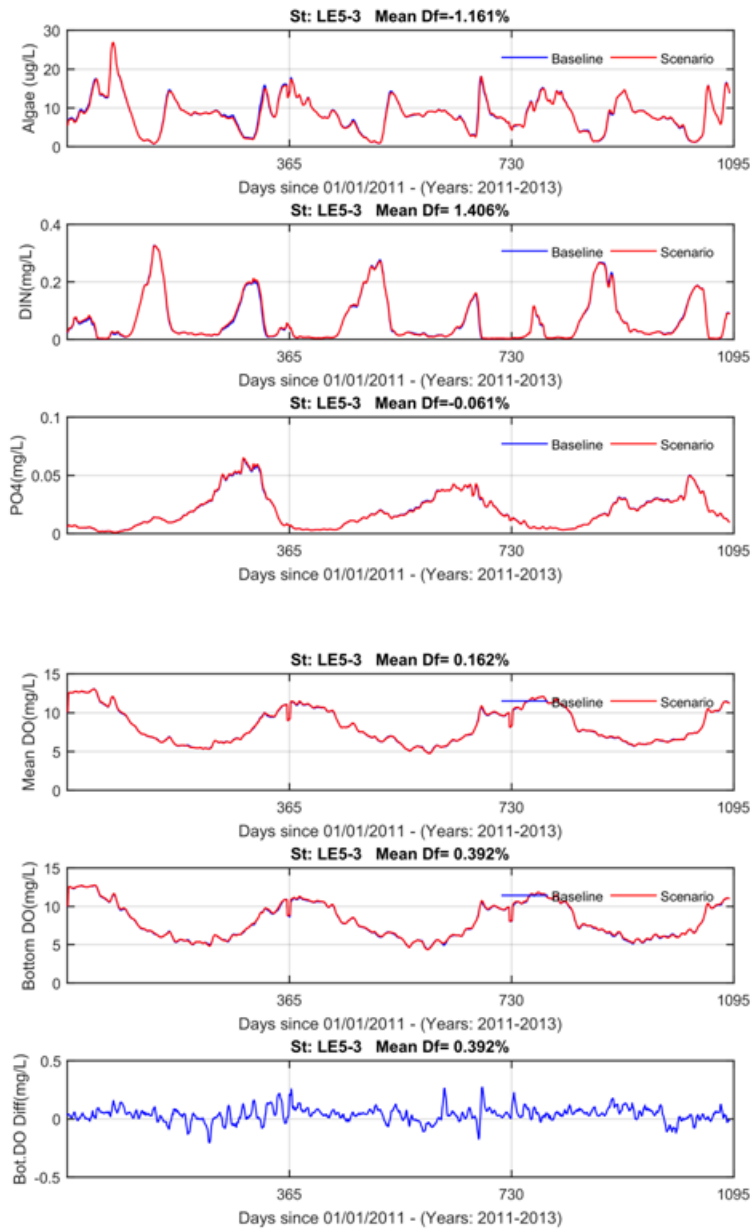 St: LE5-3 Mean Df=-1.161%
30
20
10
0
Algae (ug/L)
Baseline Scenario
365 730 1095
Days since 01/01/2011 - (Years: 2011-2013)
St: LE5-3 Mean Df= 1.406%
0.4
0.2
0
DIN(mg/L)
Baseline Scenario
365 730 1095
Days since 01/01/2011 - (Years: 2011-2013)
St: LE5-3 Mean Df=-0.061%
0.1
0.05
0
PO4(mg/L)
Baseline Scenario
365 730 1095
Days since 01/01/2011 - (Years: 2011-2013)
St: LE5-3 Mean Df= 0.162%
15
10
5
0
Mean DO(mg/L)
Baseline Scenario
365 730 1095
Days since 01/01/2011 - (Years: 2011-2013)
St: LE5-3 Mean Df= 0.392%
15
10
5
0
Bottom DO(mg/L)
Baseline Scenario
365 730 1095
Days since 01/01/2011 - (Years: 2011-2013)
St: LE5-3 Mean Df= 0.392%
0.5
0
-0.5
Bot.DO Diff(mg/L)
365 730 1095
Days since 01/01/2011 - (Years: 2011-2013)